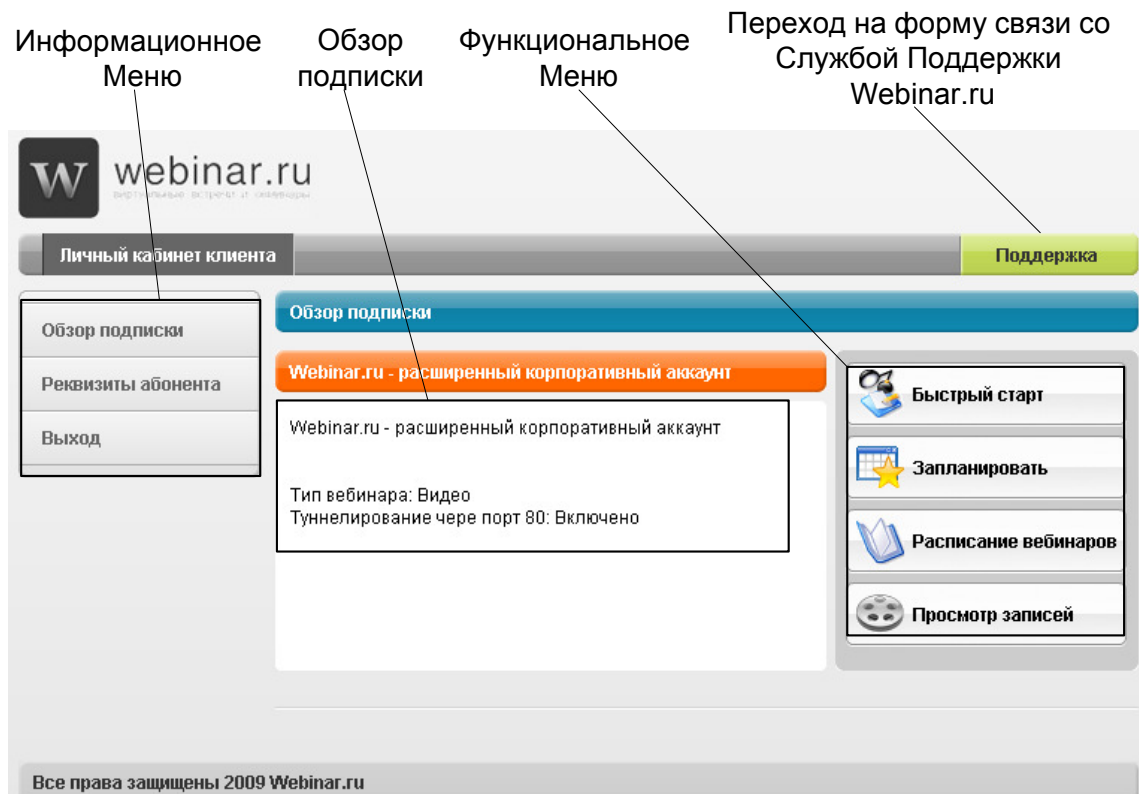 Информационное
Меню
Обзор
подписки
Функциональное
Меню
Переход на форму связи со
Службой Поддержки
Webinar.ru
W webinar.ru
виртуальные встречи и семинары
Личный кабинет клиента
Поддержка
Обзор подписки
Реквизиты абонента
Выход
Обзор подписки
Webinar.ru - расширенный корпоративный аккаунт
Webinar.ru - расширенный корпоративный аккаунт
Тип вебинара: Видео
Туннелирование чере порт 80: Включено
Быстрый старт
Запланировать
Расписание вебинаров
Просмотр записей
Все права защищены 2009 Webinar.ru